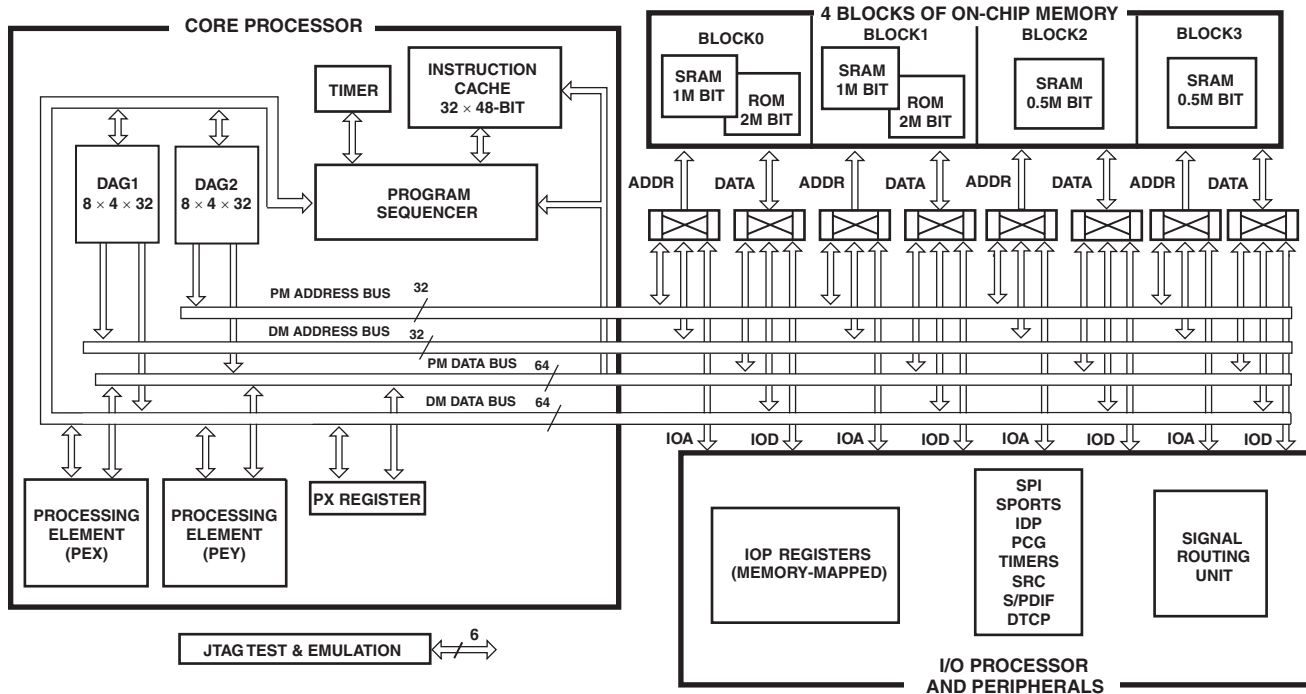 CORE PROCESSOR
TIMER
INSTRUCTION
CACHE
32 × 48-BIT
DAG1
8 × 4 × 32
DAG2
8 × 4 × 32
PROGRAM
SEQUENCER
PM ADDRESS BUS
32
DM ADDRESS BUS
32
PM DATA BUS
64
DM DATA BUS
64
PROCESSING
ELEMENT
(PEX)
PROCESSING
ELEMENT
(PEY)
PX REGISTER
JTAG TEST & EMULATION
6
4 BLOCKS OF ON-CHIP MEMORY
BLOCK0
SRAM
1M BIT
ROM
2M BIT
BLOCK1
SRAM
1M BIT
ROM
2M BIT
BLOCK2
SRAM
0.5M BIT
BLOCK3
SRAM
0.5M BIT
ADDR
DATA
ADDR
DATA
ADDR
DATA
ADDR
DATA
IOA
IOD
IOA
IOD
IOA
IOD
IOA
IOD
IOP REGISTERS
(MEMORY-MAPPED)
SPI
SPORTS
IDP
PCG
TIMERS
SRC
S/PDIF
DTCP
SIGNAL
ROUTING
UNIT
I/O PROCESSOR
AND PERIPHERALS